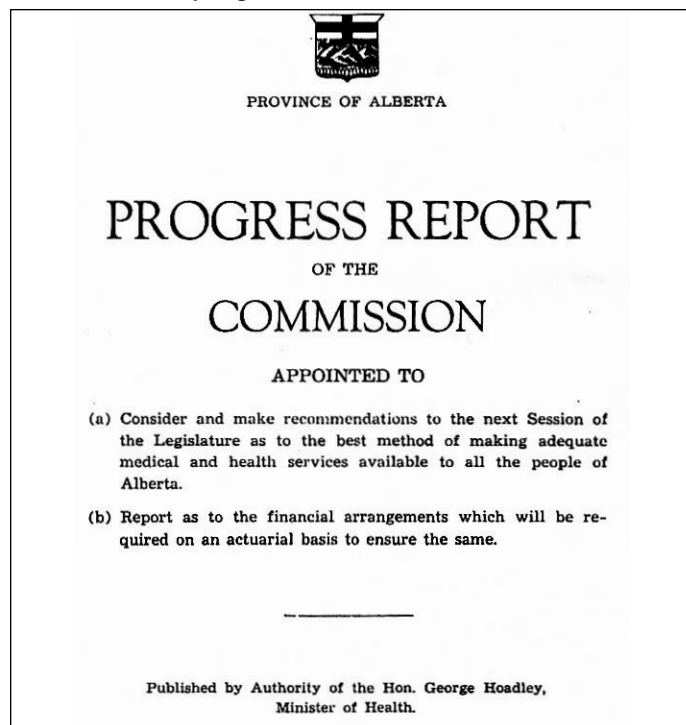 PROVINCE OF ALBERTA
PROGRESS REPORT
OF THE
COMMISSION
APPOINTED TO
(a) Consider and make recommendations to the next Session of
the Legislature as to the best method of making adequate
medical and health services available to all the people of
Alberta.
(b) Report as to the financial arrangements which will be re-
quired on an actuarial basis to ensure the same.
Published by Authority of the Hon. George Hoadley,
Minister of Health.